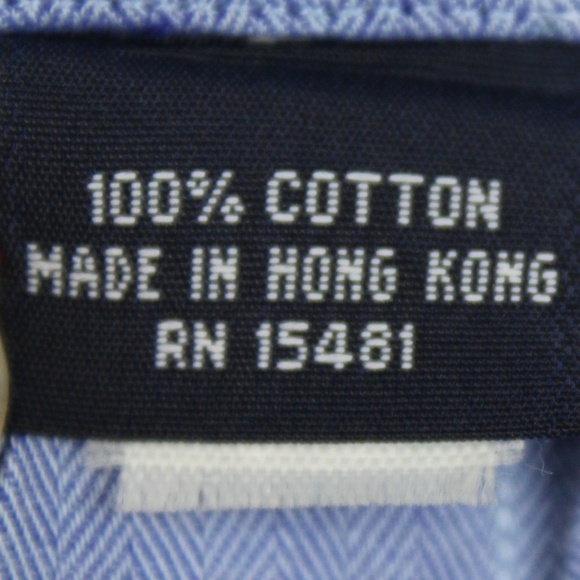 100% COTTON
MADE IN HONG KONG
RN 15481